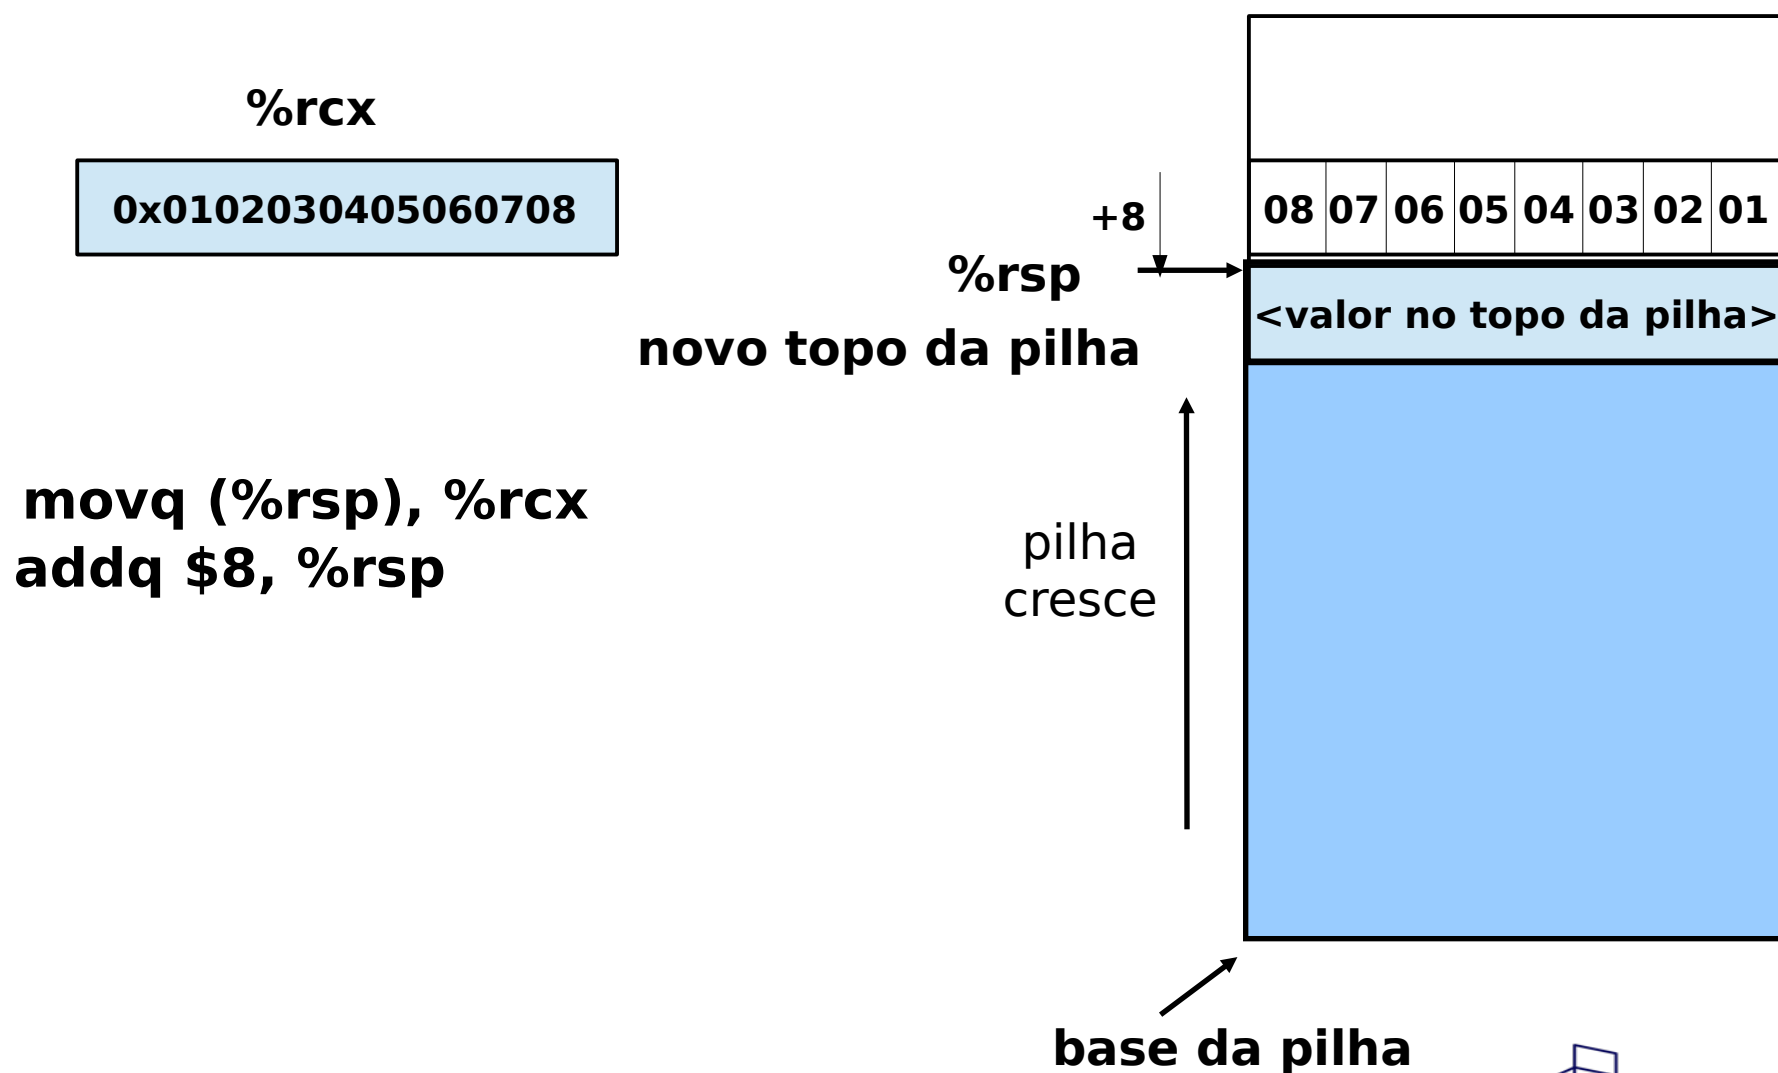 %rcx
0x0102030405060708
+8
08 07 06 05 04 03 02 01
%rsp
<valor no topo da pilha>
novo topo da pilha
movq (%rsp), %rcx
addq $8, %rsp
pilha
cresce
base da pilha